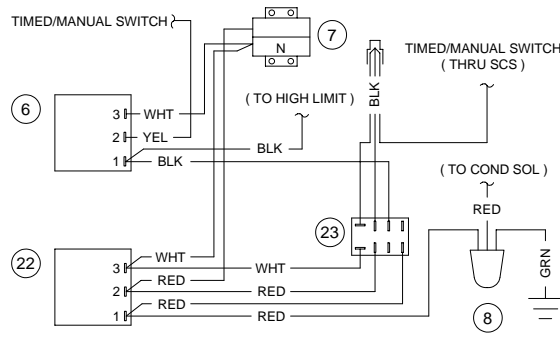 TIMED/MANUAL SWITCH
7
N
TIMED/MANUAL SWITCH
( THRU SCS )
6
( TO HIGH LIMIT )
BLK
3 WHT
2 YEL
BLK
1 BLK
( TO COND SOL )
RED
23
22
WHT
3 WHT
RED
2 RED
RED
1 RED
GRN
8